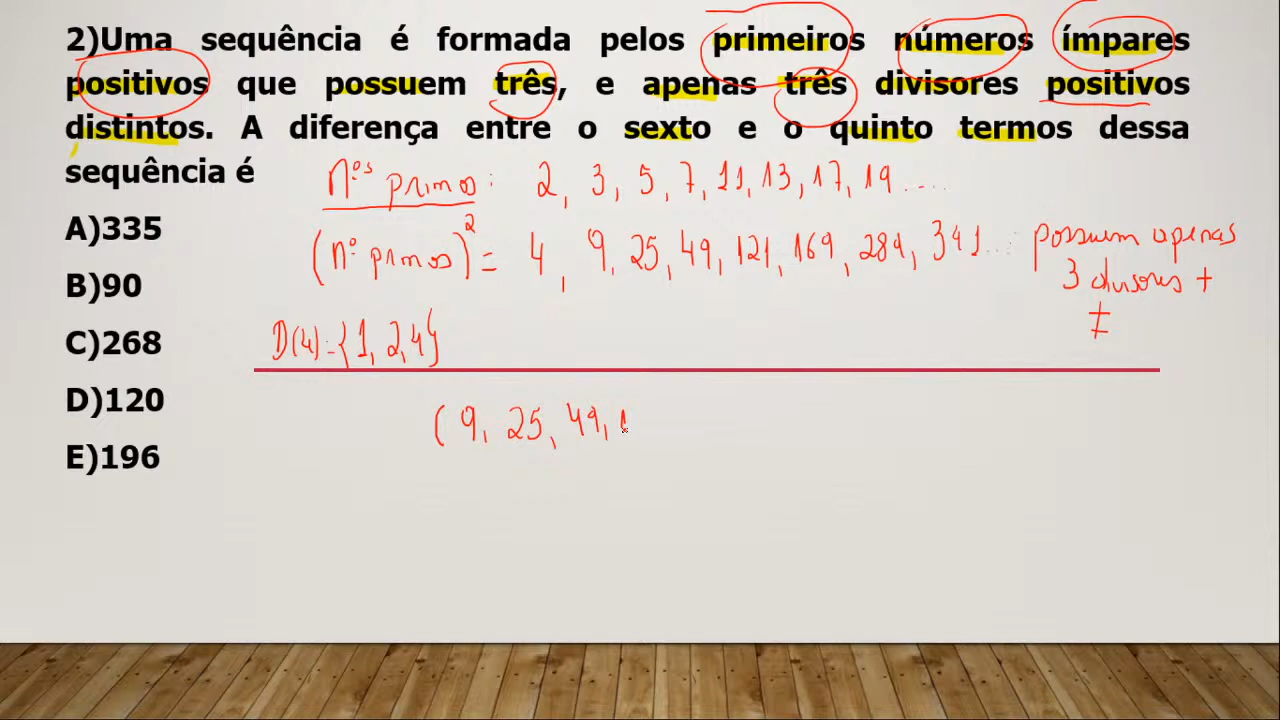 2)Uma sequência é formada pelos primeiros números ímpares
positivos que possuem três, e apenas três divisores positivos
distintos. A diferença entre o sexto e o quinto termos dessa
sequência é
Nºs primos: 2, 3, 5, 7, 11, 13, 17, 19 ....
A)335
(nº primos)² = 4, 9, 25, 49, 121, 169, 289, 341... possuem apenas
3 divisores +
≠
B)90
C)268
D(4)={1, 2, 4}
D)120
(9, 25, 49, 1
E)196